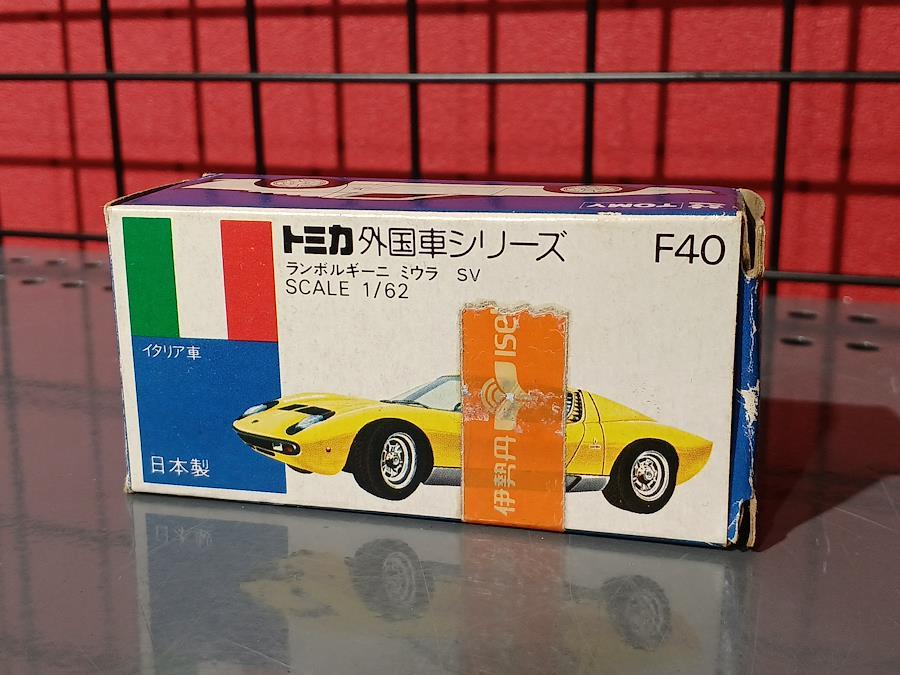 TOMY
トミカ 外国車シリーズ
F40
ランボルギーニ ミウラ SV
SCALE 1/62
イタリア車
日本製
伊勢丹